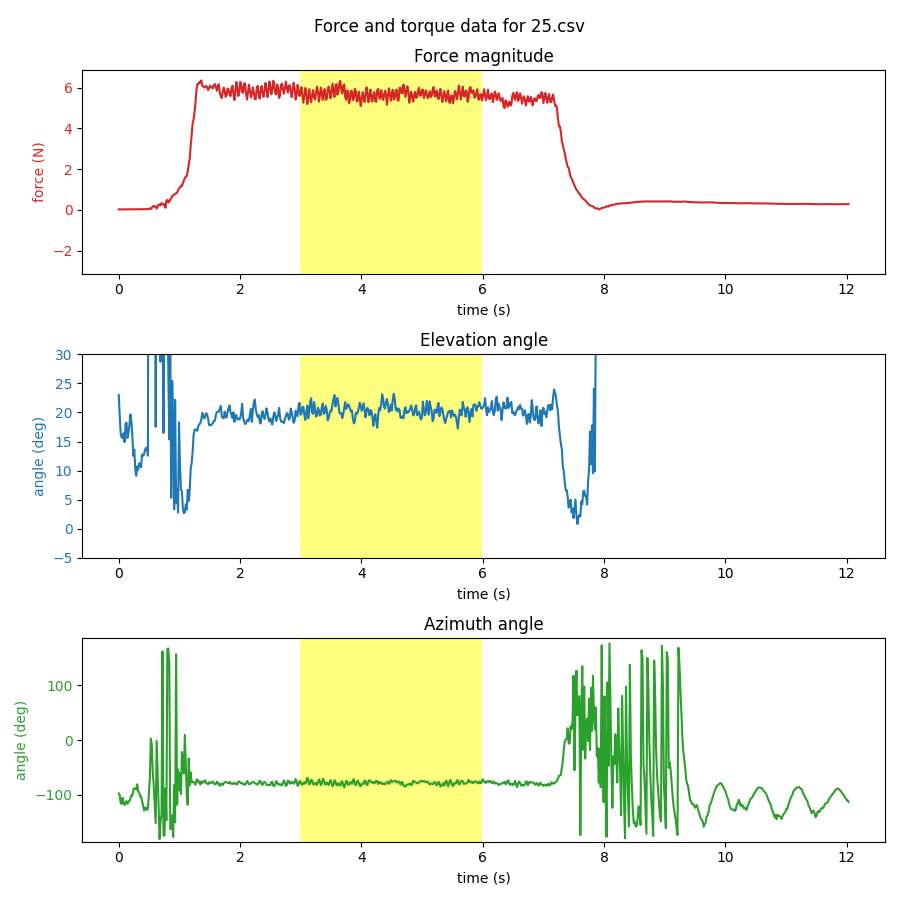 Force and torque data for 25.csv
Force magnitude
6
4
2
0
−2
force (N)
0 2 4 6 8 10 12
time (s)
Elevation angle
30
25
20
15
10
5
0
−5
angle (deg)
0 2 4 6 8 10 12
time (s)
Azimuth angle
100
0
−100
angle (deg)
0 2 4 6 8 10 12
time (s)